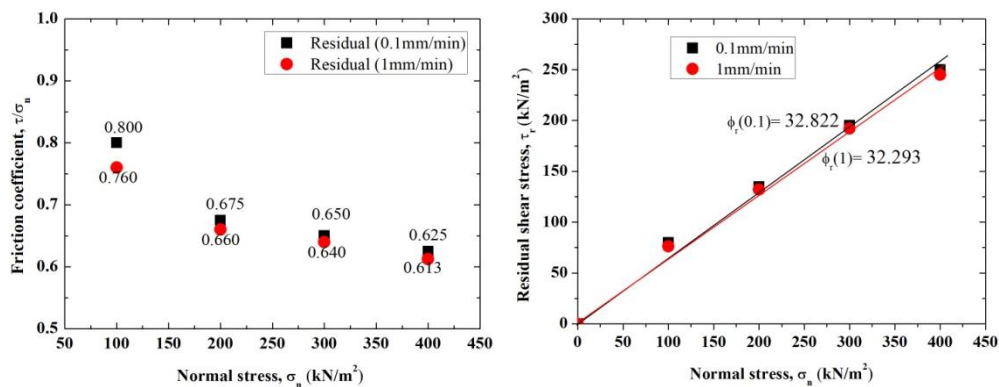 1.0
0.9
0.8
0.7
0.6
0.5
Friction coefficient, τ/σn
Residual (0.1mm/min)
Residual (1mm/min)
0.800
0.760
0.675
0.660
0.650
0.640
0.625
0.613
50 100 150 200 250 300 350 400 450
Normal stress, σn (kN/m²)
300
250
200
150
100
50
0
Residual shear stress, τr (kN/m²)
0.1mm/min
1mm/min
ϕr(0.1)= 32.822
ϕr(1)= 32.293
0 50 100 150 200 250 300 350 400 450
Normal stress, σn (kN/m²)